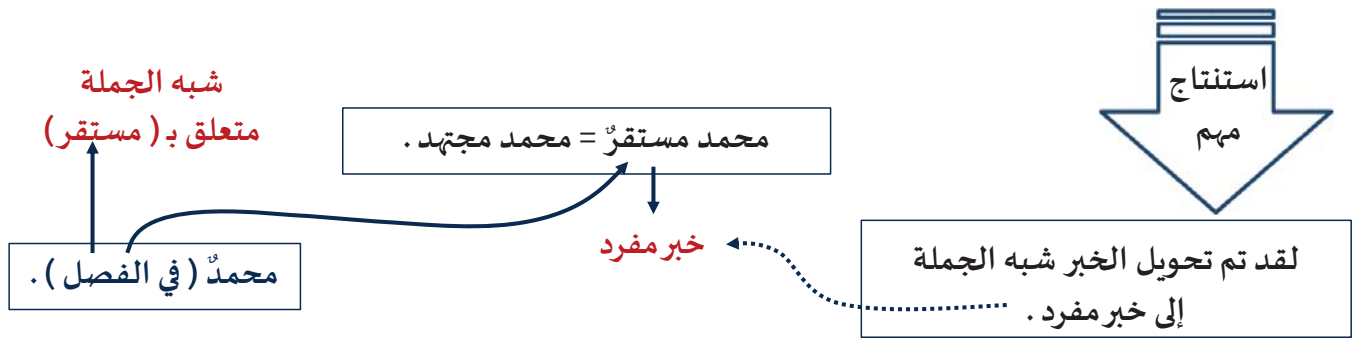 استنتاج
مهم
لقد تم تحويل الخبر شبه الجملة
إلى خبر مفرد .
محمد مستقرٌ = محمد مجتهد .
خبر مفرد
شبه الجملة
متعلق بـ ( مستقر)
محمدٌ ( في الفصل ) .